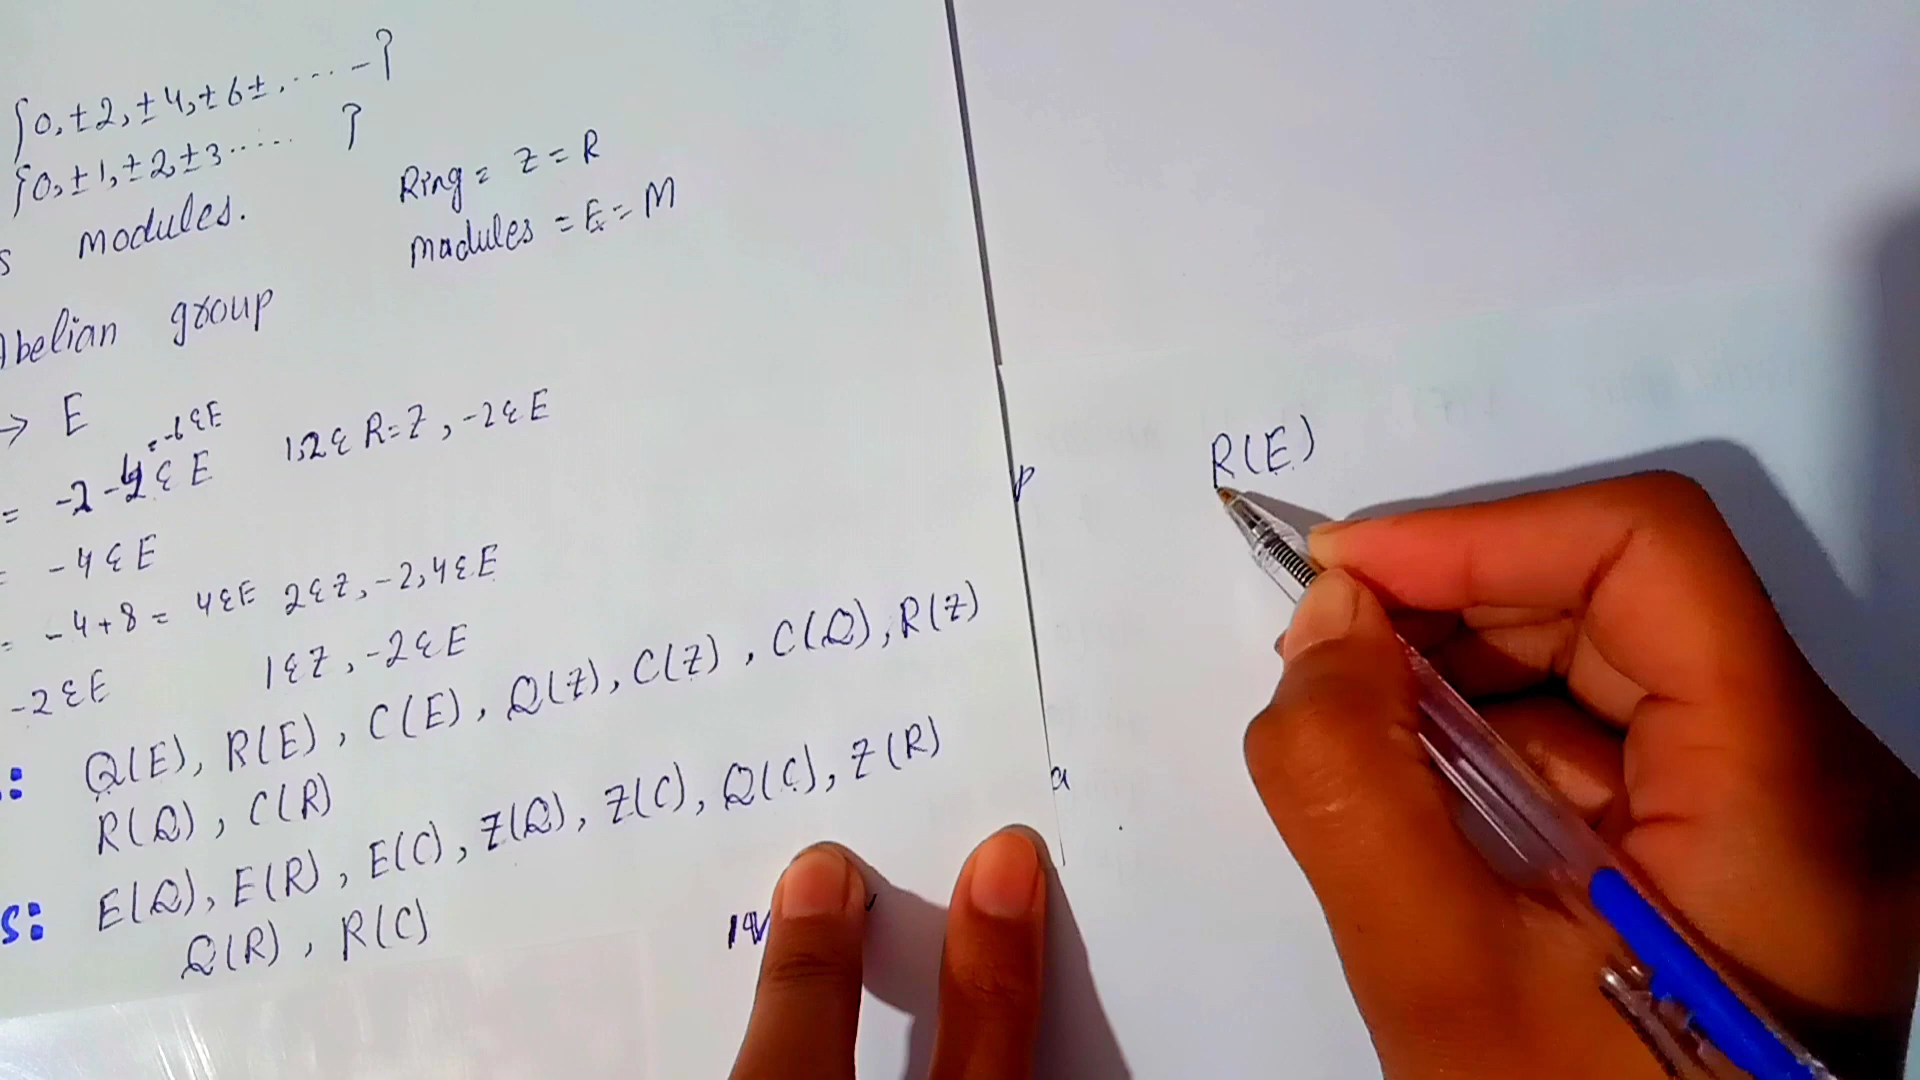 {0, ±2, ±4, ±6 ±, ..... -}
{0, ±1, ±2, ±3 ..... }
s modules.
Ring = Z = R
Modules = E = M
Abelian group
→ E
= -6 ε E
= -2 -4 ε E 1,2 ε R = Z, -2 ε E
= -4 ε E
= -4+8 = 4 ε E 2 ε Z, -2, 4 ε E
-2 ε E 1 ε Z, -2 ε E
: Q(E), R(E), C(E), Q(Z), C(Z), C(Q), R(Z)
R(Q), C(R)
s: E(Q), E(R), E(C), Z(Q), Z(C), Q(C), Z(R)
Q(R), R(C)
R(E)
p
a